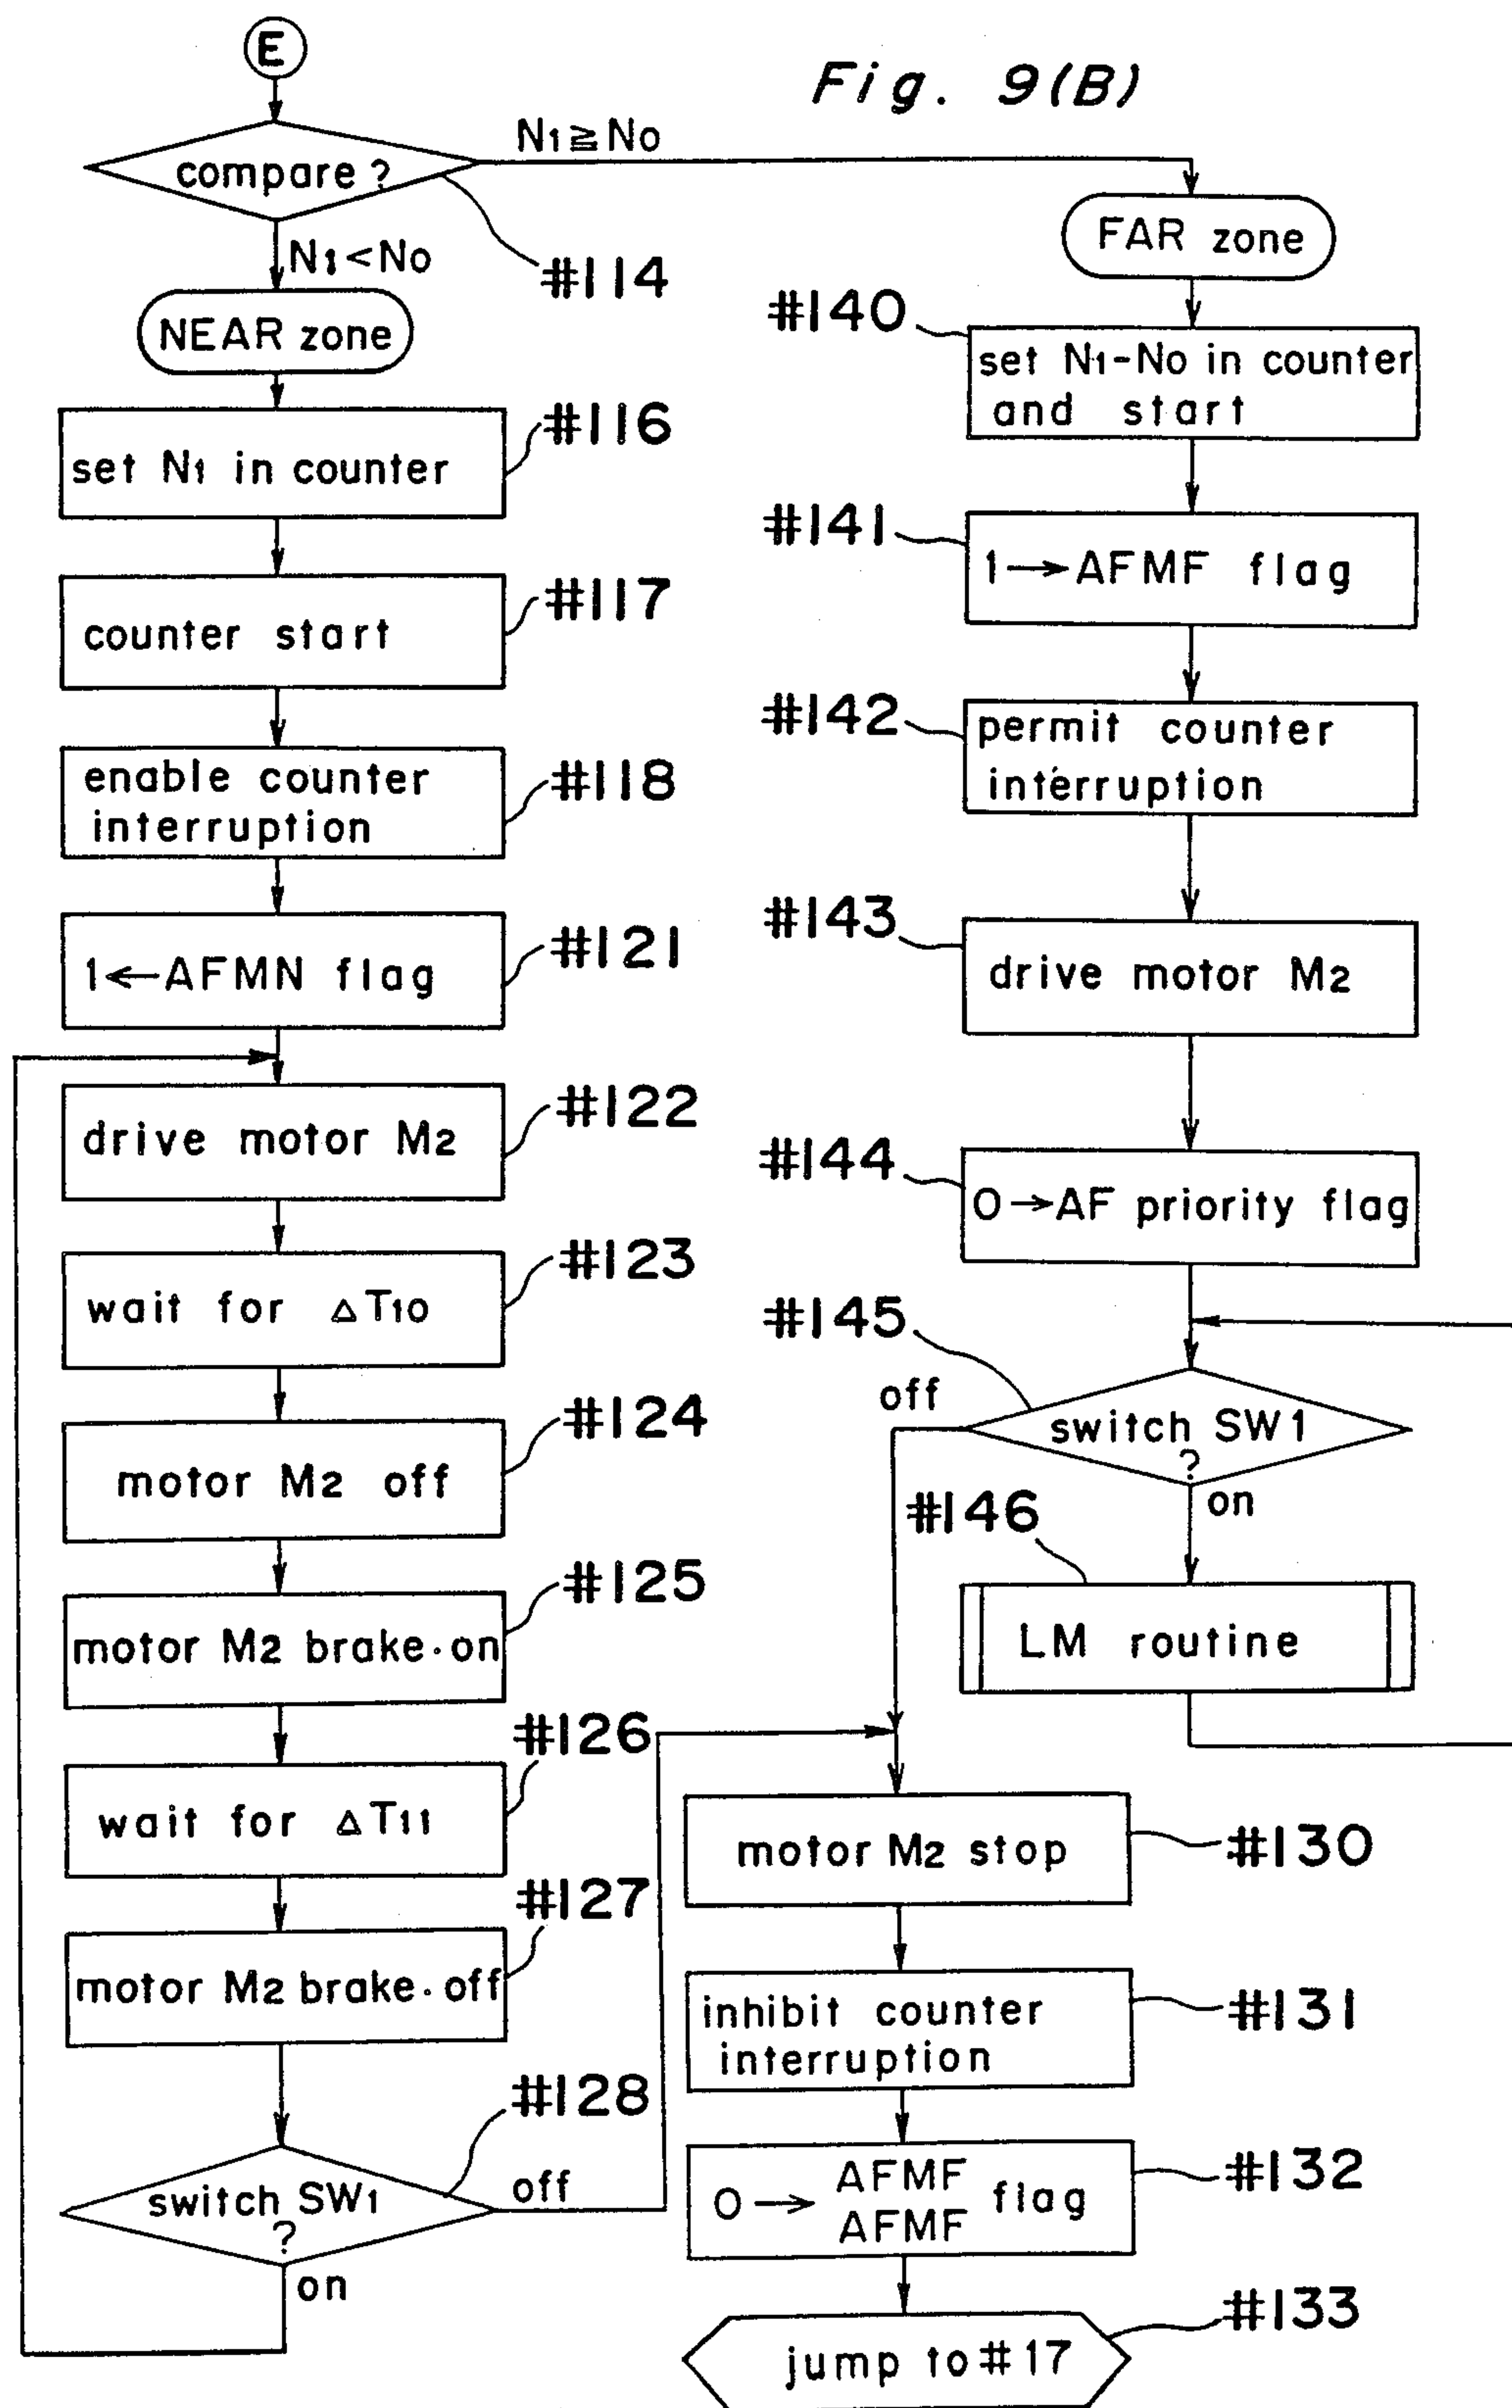 E
Fig. 9(B)
compare ?
N1≧No
N1<No
#114
NEAR zone
#116
set N1 in counter
#117
counter start
#118
enable counter
interruption
#121
1←AFMN flag
#122
drive motor M2
#123
wait for △T10
#124
motor M2 off
#125
motor M2 brake·on
#126
wait for △T11
#127
motor M2 brake·off
#128
switch SW1
?
off
on
FAR zone
#140
set N1-No in counter
and start
#141
1→AFMF flag
#142
permit counter
interruption
#143
drive motor M2
#144
0→AF priority flag
#145
off
switch SW1
?
on
#146
LM routine
motor M2 stop
#130
inhibit counter
interruption
#131
0→ AFMF flag
AFMF
#132
#133
jump to #17